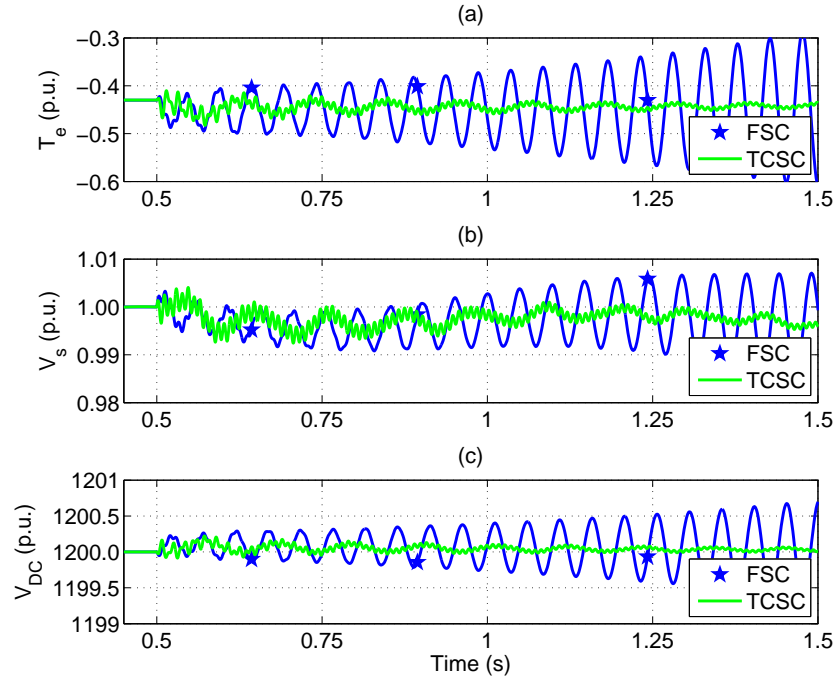 (a)
T_e (p.u.)
−0.3
−0.4
−0.5
−0.6
0.5
0.75
1
1.25
1.5
FSC
TCSC
(b)
V_s (p.u.)
1.01
1.00
0.99
0.98
0.5
0.75
1
1.25
1.5
FSC
TCSC
(c)
V_DC (p.u.)
1201
1200.5
1200.0
1199.5
1199
0.5
0.75
1
1.25
1.5
FSC
TCSC
Time (s)